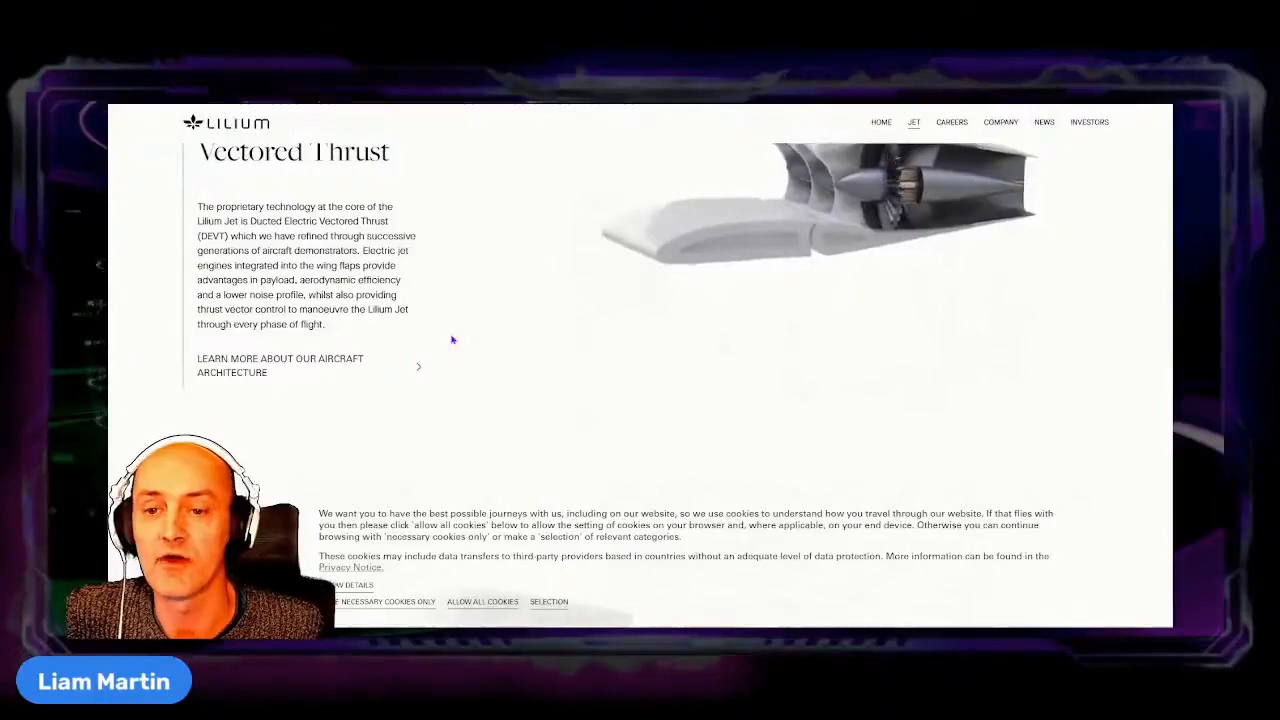 LILIUM
HOME JET CAREERS COMPANY NEWS INVESTORS
Vectored Thrust
The proprietary technology at the core of the
Lilium Jet is Ducted Electric Vectored Thrust
(DEVT) which we have refined through successive
generations of aircraft demonstrators. Electric jet
engines integrated into the wing flaps provide
advantages in payload, aerodynamic efficiency
and a lower noise profile, whilst also providing
thrust vector control to manoeuvre the Lilium Jet
through every phase of flight.
LEARN MORE ABOUT OUR AIRCRAFT
ARCHITECTURE
We want you to have the best possible journeys with us, including on our website, so we use cookies to understand how you travel through our website. If that flies with
you then please click 'allow all cookies' below to allow the setting of cookies on your browser and, where applicable, on your end device. Otherwise you can continue
browsing with 'necessary cookies only' or make a 'selection' of relevant categories.
These cookies may include data transfers to third-party providers based in countries without an adequate level of data protection. More information can be found in the
Privacy Notice.
DETAILS
NECESSARY COOKIES ONLY ALLOW ALL COOKIES SELECTION
Liam Martin